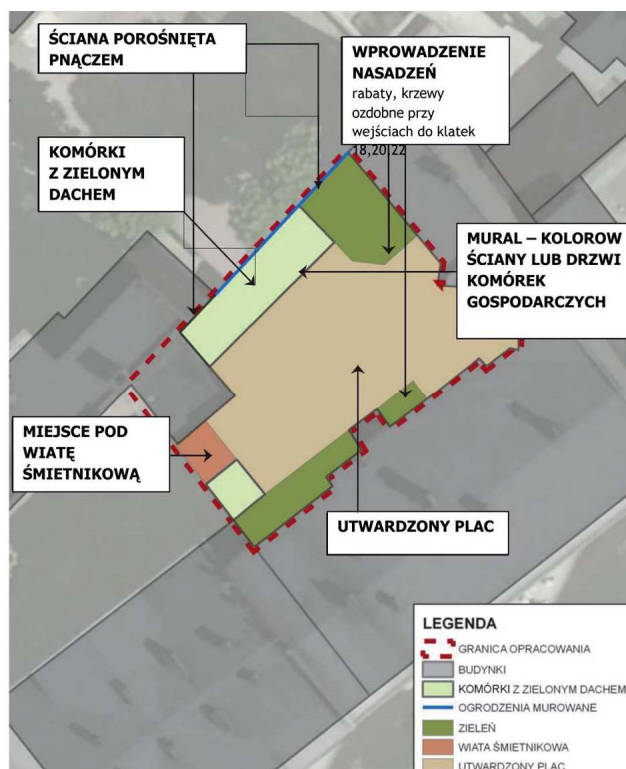 ŚCIANA POROŚNIĘTA
PNĄCZEM
WPROWADZENIE
NASADZEŃ
rabaty, krzewy
ozdobne przy
wejściach do klatek
18,20,22
KOMÓRKI
Z ZIELONYM
DACHEM
MURAL – KOLOROW
ŚCIANY LUB DRZWI
KOMÓREK
GOSPODARCZYCH
MIEJSCE POD
WIATĘ
ŚMIETNIKOWĄ
UTWARDZONY PLAC
LEGENDA
GRANICA OPRACOWANIA
BUDYNKI
KOMÓRKI Z ZIELONYM DACHEM
OGRODZENIA MUROWANE
ZIELEŃ
WIATA ŚMIETNIKOWA
UTWARDZONY PLAC